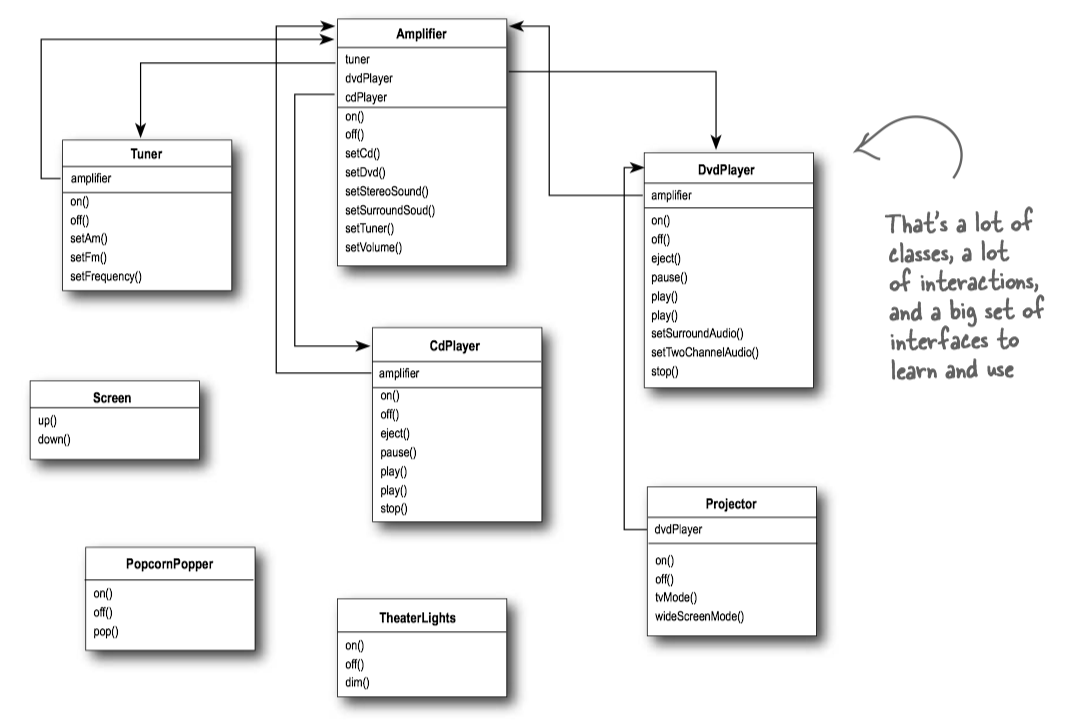 Amplifier
tuner
dvdPlayer
cdPlayer
on()
off()
setCd()
setDvd()
setStereoSound()
setSurroundSoud()
setTuner()
setVolume()
Tuner
amplifier
on()
off()
setAm()
setFm()
setFrequency()
DvdPlayer
amplifier
on()
off()
eject()
pause()
play()
play()
setSurroundAudio()
setTwoChannelAudio()
stop()
That's a lot of
classes, a lot
of interactions,
and a big set of
interfaces to
learn and use
CdPlayer
amplifier
on()
off()
eject()
pause()
play()
play()
stop()
Screen
up()
down()
Projector
dvdPlayer
on()
off()
tvMode()
wideScreenMode()
PopcornPopper
on()
off()
pop()
TheaterLights
on()
off()
dim()